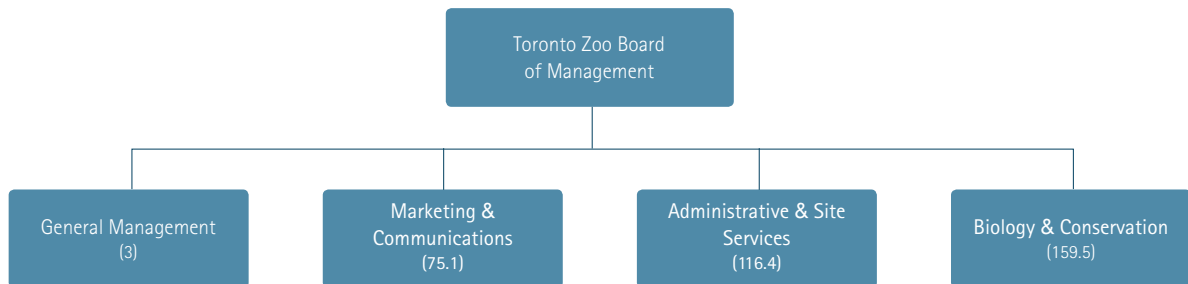 Toronto Zoo Board
of Management
General Management
(3)
Marketing &
Communications
(75.1)
Administrative & Site
Services
(116.4)
Biology & Conservation
(159.5)